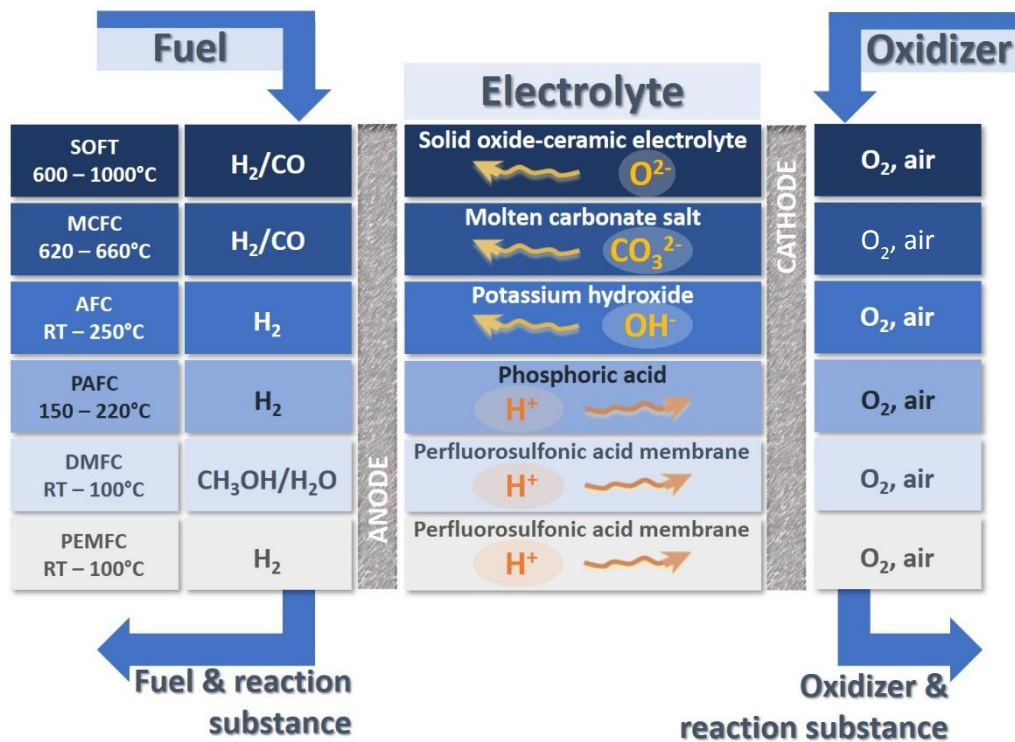 Fuel
Oxidizer
Electrolyte
SOFT
600 – 1000°C
H₂/CO
Solid oxide-ceramic electrolyte
O²⁻
O₂, air
MCFC
620 – 660°C
H₂/CO
Molten carbonate salt
CO₃²⁻
O₂, air
AFC
RT – 250°C
H₂
Potassium hydroxide
OH⁻
O₂, air
PAFC
150 – 220°C
H₂
Phosphoric acid
H⁺
O₂, air
DMFC
RT – 100°C
CH₃OH/H₂O
Perfluorosulfonic acid membrane
H⁺
O₂, air
PEMFC
RT – 100°C
H₂
Perfluorosulfonic acid membrane
H⁺
O₂, air
ANODE
CATHODE
Fuel & reaction
substance
Oxidizer &
reaction substance